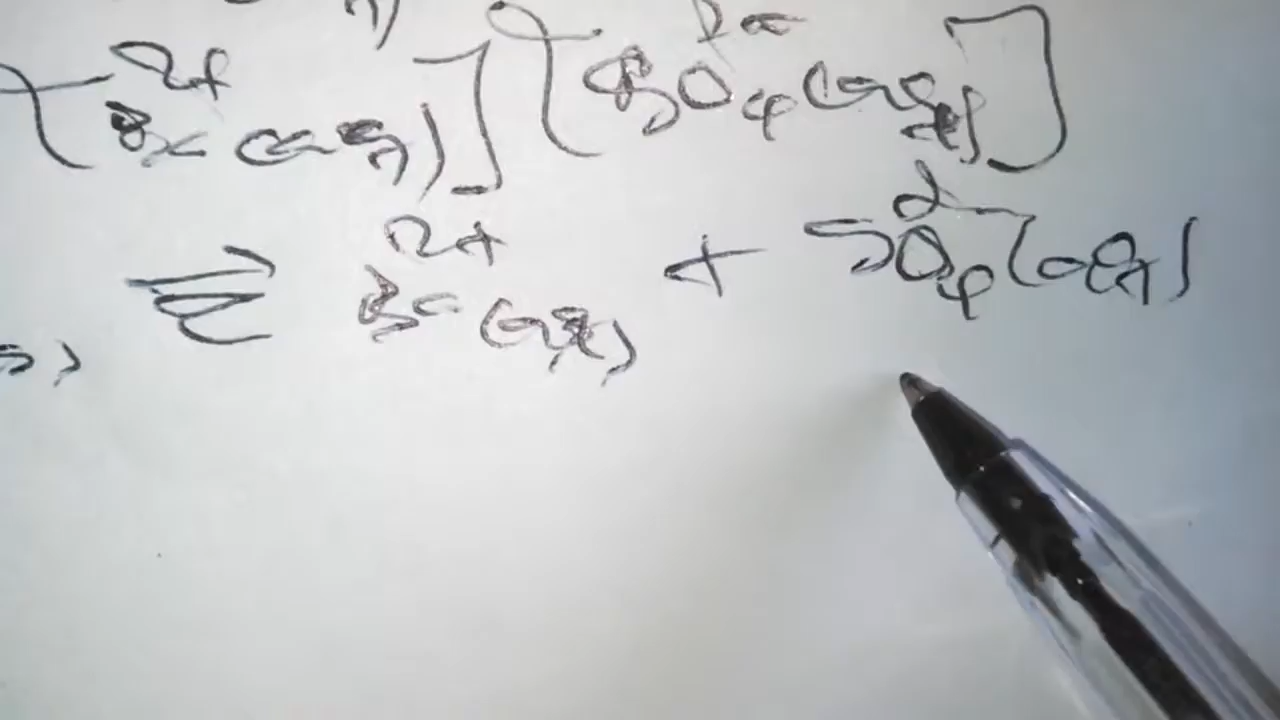 [Ba²⁺(aq)][SO₄²⁻(aq)]
⇌ Ba²⁺(aq) + SO₄²⁻(aq)